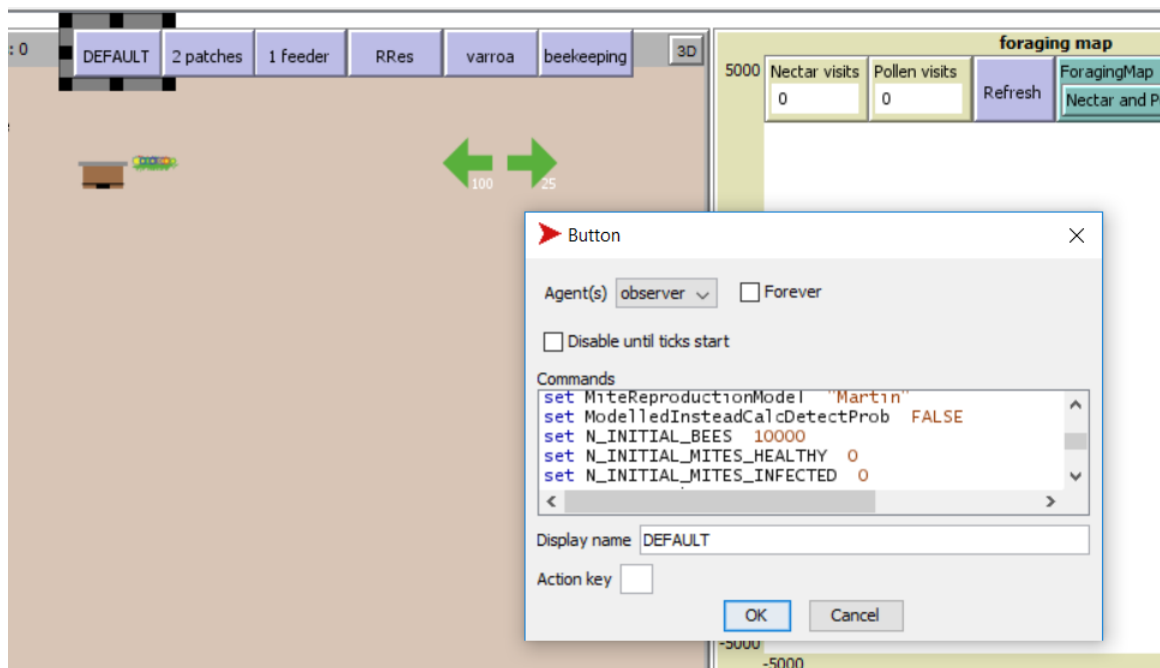 : 0
DEFAULT
2 patches
1 feeder
RRes
varroa
beekeeping
3D
foraging map
5000
Nectar visits
0
Pollen visits
0
Refresh
ForagingMap
Nectar and P
100
25
Button
Agent(s) observer
Forever
Disable until ticks start
Commands
set MiteReproductionModel "Martin"
set ModelledInsteadCalcDetectProb FALSE
set N_INITIAL_BEES 10000
set N_INITIAL_MITES_HEALTHY 0
set N_INITIAL_MITES_INFECTED 0
Display name DEFAULT
Action key
OK
Cancel
-5000
-5000